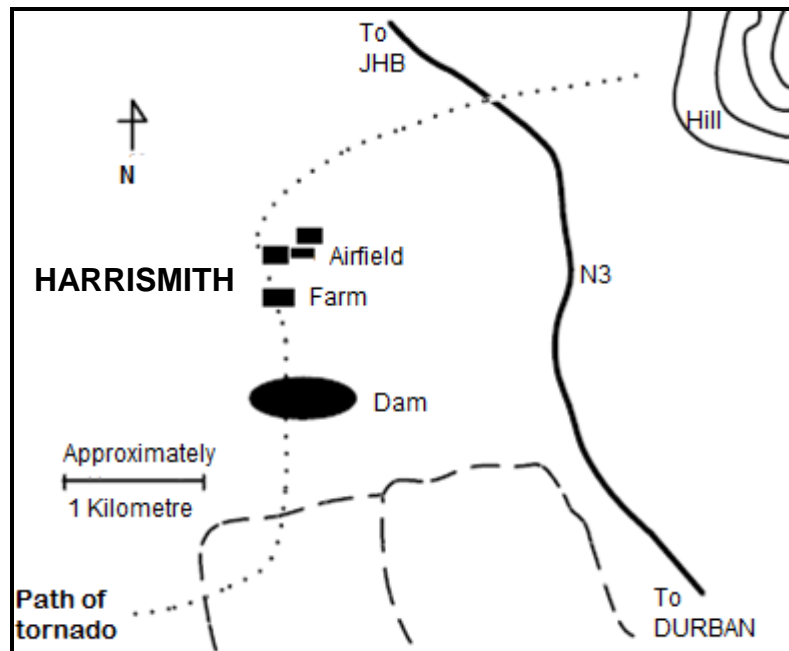 To
JHB
Hill
N
Airfield
HARRISMITH
N3
Farm
Dam
Approximately
1 Kilometre
Path of
tornado
To
DURBAN